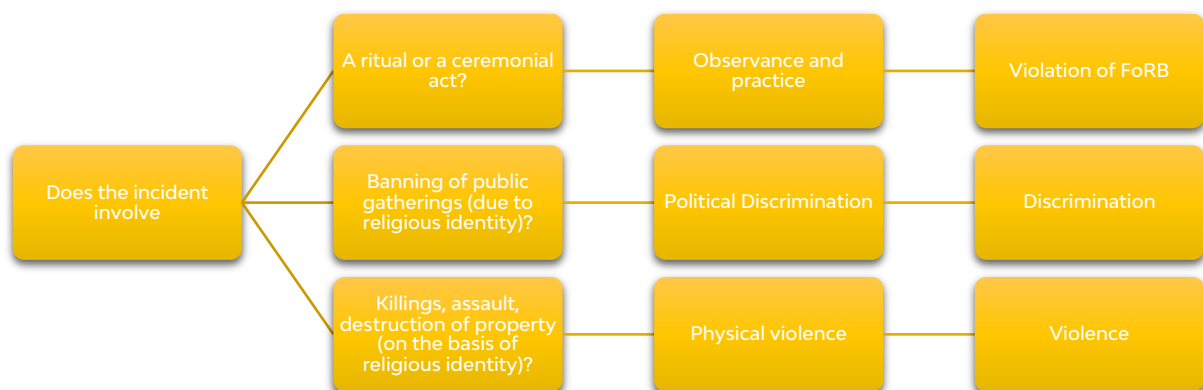 Does the incident
involve
A ritual or a ceremonial
act?
Observance and
practice
Violation of FoRB
Banning of public
gatherings (due to
religious identity)?
Political Discrimination
Discrimination
Killings, assault,
destruction of property
(on the basis of
religious identity)?
Physical violence
Violence